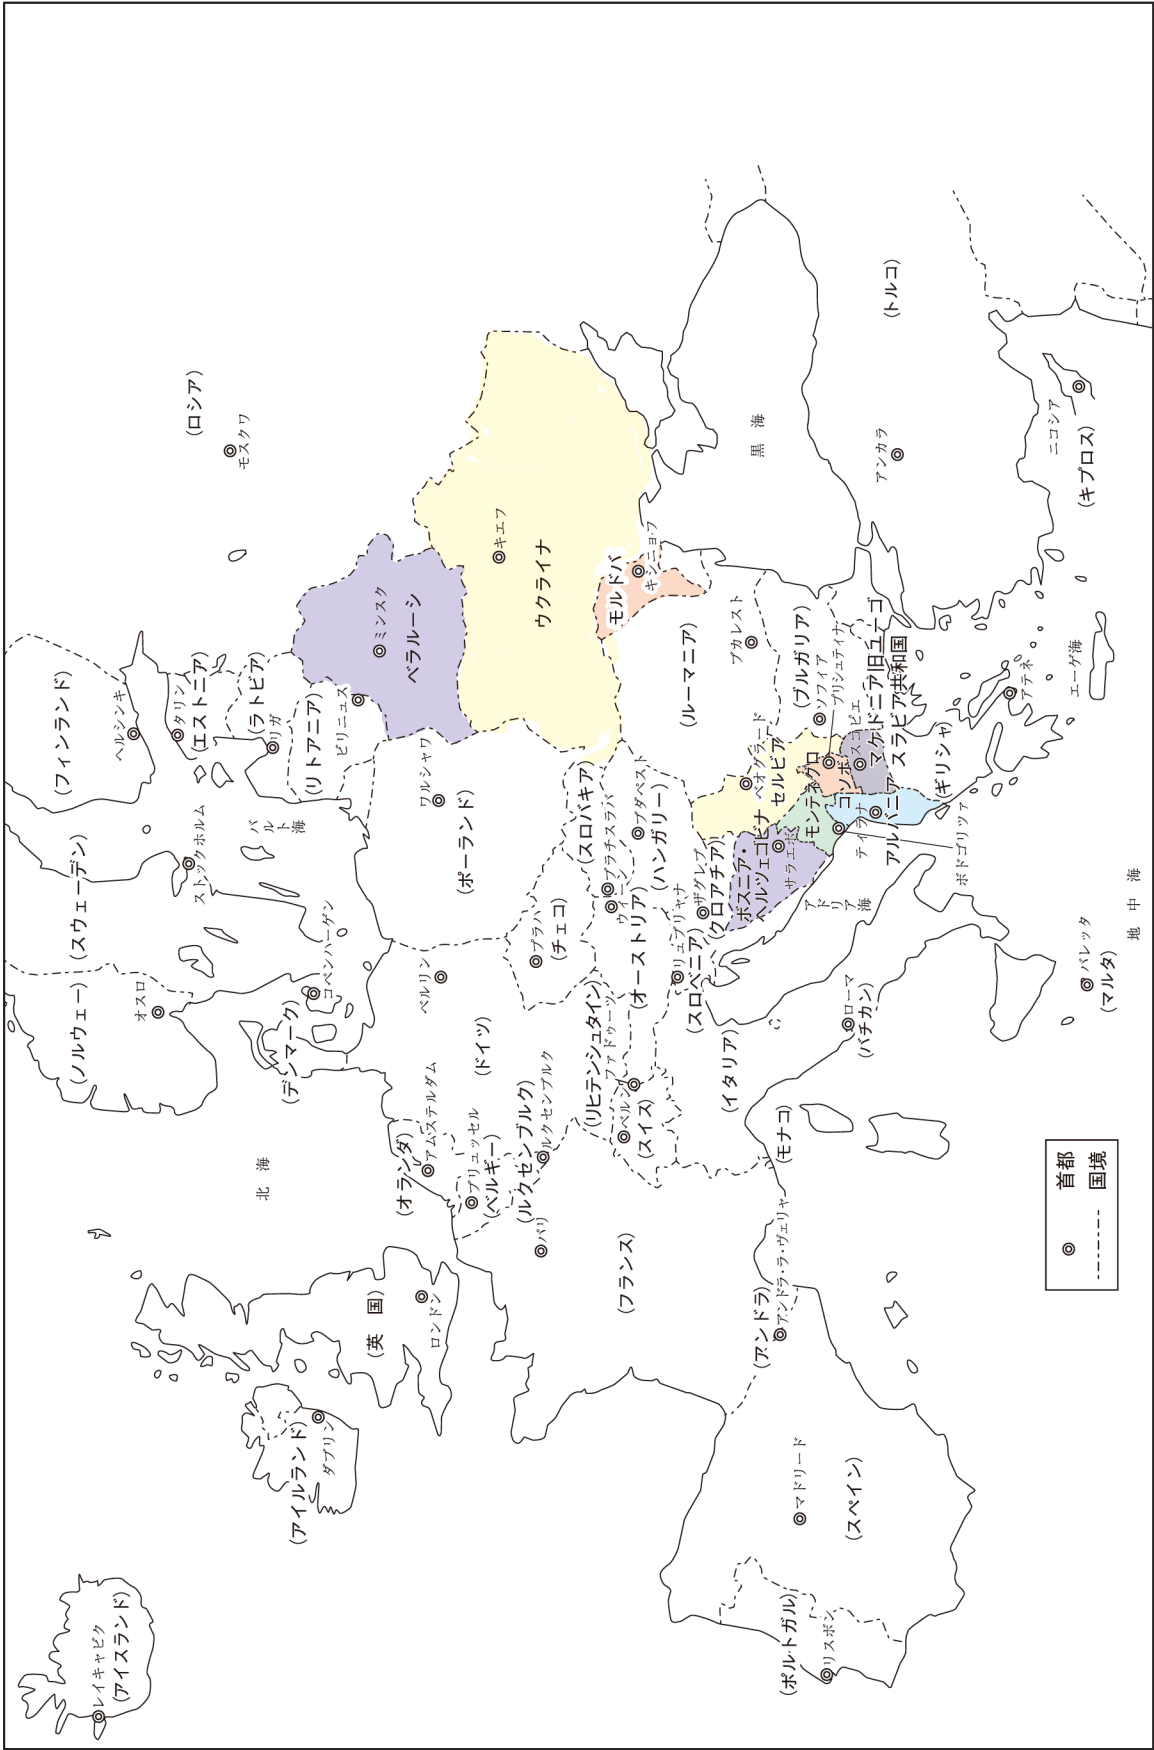 レイキャビク
(アイスランド)
(ノルウェー)
オスロ
(スウェーデン)
ストックホルム
(フィンランド)
ヘルシンキ
タリン
(エストニア)
(ラトビア)
リガ
(リトアニア)
ビリニュス
(ロシア)
モスクワ
バルト海
コペンハーゲン
(デンマーク)
北 海
(アイルランド)
ダブリン
(英 国)
ロンドン
(オランダ)
アムステルダム
ブリュッセル
(ベルギー)
(ルクセンブルク)
ルクセンブルク
ベルリン
(ドイツ)
ワルシャワ
(ポーランド)
ミンスク
ベラルーシ
キエフ
ウクライナ
モルドバ
キシニョフ
プラハ
(チェコ)
(スロバキア)
ブラチスラバ
ウィーン
(オーストリア)
ブダペスト
(ハンガリー)
(リヒテンシュタイン)
ファドゥーツ
ベルン
(スイス)
パリ
(フランス)
リュブリャナ
(スロベニア)
ザグレブ
(クロアチア)
ボスニア・
ヘルツェゴビナ
サラエボ
ベオグラード
セルビア
モンテネグロ
コソボ
(ルーマニア)
ブカレスト
(ブルガリア)
ソフィア
プリシュティナ
スコピエ
マケドニア旧ユーゴ
スラビア共和国
ティラナ
アルバニア
ポドゴリッツァ
(ギリシャ)
アテネ
エーゲ海
アドリア海
(イタリア)
ローマ
(バチカン)
(モナコ)
(アンドラ)
アンドラ・ラ・ヴェリャ
マドリード
(スペイン)
(ポルトガル)
リスボン
バレッタ
(マルタ)
地 中 海
黒 海
(トルコ)
アンカラ
ニコシア
(キプロス)
首都
国境